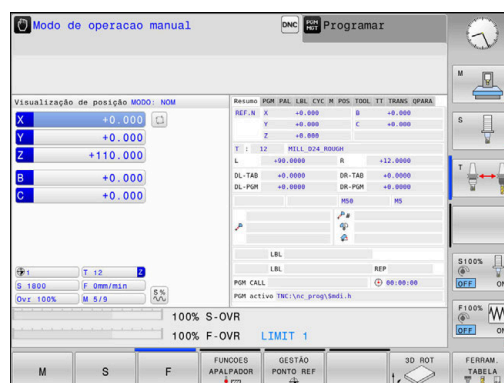 Modo de operacao manual
DNC
PGM MGT
Programar
Visualização de posição MODO: NOM
X +0.000
Y +0.000
Z +110.000
B +0.000
C +0.000
1 T 12 Z
S 1800 F 0mm/min
Ovr 100% M 5/9
S %
Resumo PGM PAL LBL CYC M POS TOOL TT TRANS QPARA
REF.N X +0.000 B +0.000
Y +0.000 C +0.000
Z +0.000
T : 12 MILL_D24_ROUGH
L +90.0000 R +12.0000
DL-TAB +0.0000 DR-TAB +0.0000
DL-PGM +0.0000 DR-PGM +0.0000
M50 M5
P #
P
LBL
LBL REP
PGM CALL 00:00:00
PGM activo TNC:\nc_prog\$mdi.h
100% S-OVR
100% F-OVR LIMIT 1
M
S
T
S100%
OFF ON
F100%
OFF ON
M
S
F
FUNCOES APALPADOR
GESTÃO PONTO REF
3D ROT
FERRAM. TABELA